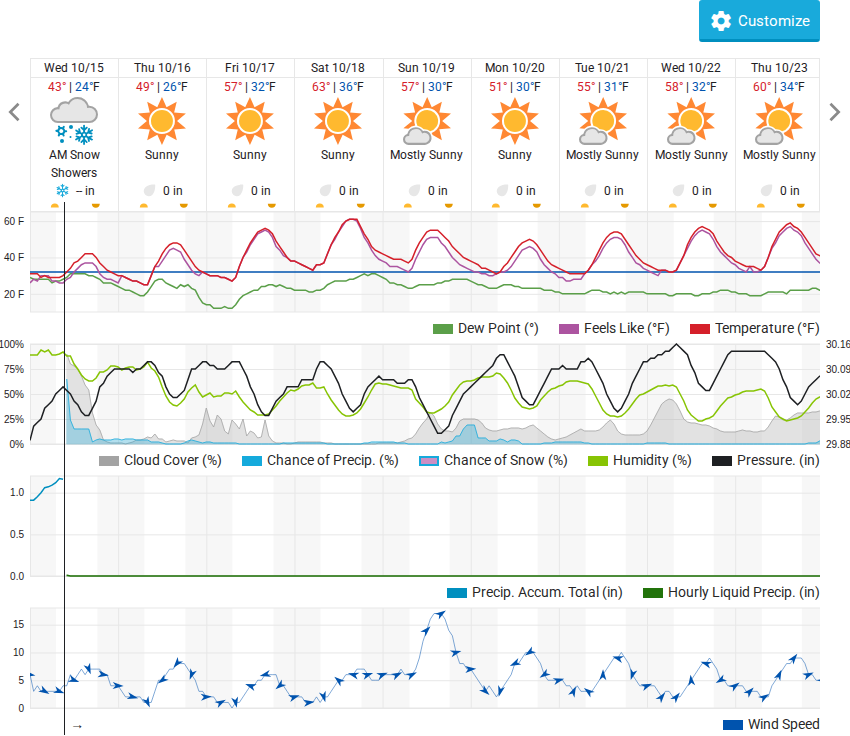 Customize
Wed 10/15 Thu 10/16 Fri 10/17 Sat 10/18 Sun 10/19 Mon 10/20 Tue 10/21 Wed 10/22 Thu 10/23
43° | 24°F 49° | 26°F 57° | 32°F 63° | 36°F 57° | 30°F 51° | 30°F 55° | 31°F 58° | 32°F 60° | 34°F
AM Snow Sunny Sunny Sunny Mostly Sunny Sunny Mostly Sunny Mostly Sunny Mostly Sunny
Showers
-- in 0 in 0 in 0 in 0 in 0 in 0 in 0 in 0 in
60 F
40 F
20 F
Dew Point (°) Feels Like (°F) Temperature (°F)
100% 30.16
75% 30.09
50% 30.02
25% 29.95
0% 29.88
Cloud Cover (%) Chance of Precip. (%) Chance of Snow (%) Humidity (%) Pressure. (in)
1.0
0.5
0.0
Precip. Accum. Total (in) Hourly Liquid Precip. (in)
15
10
5
0
→ Wind Speed